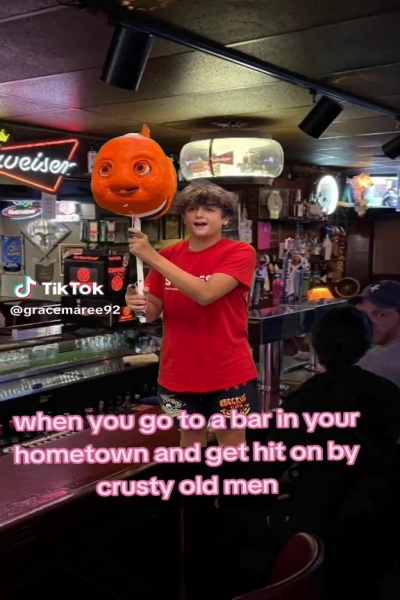 weiser
TikTok
@gracemaree92
when you go to a bar in your
hometown and get hit on by
crusty old men